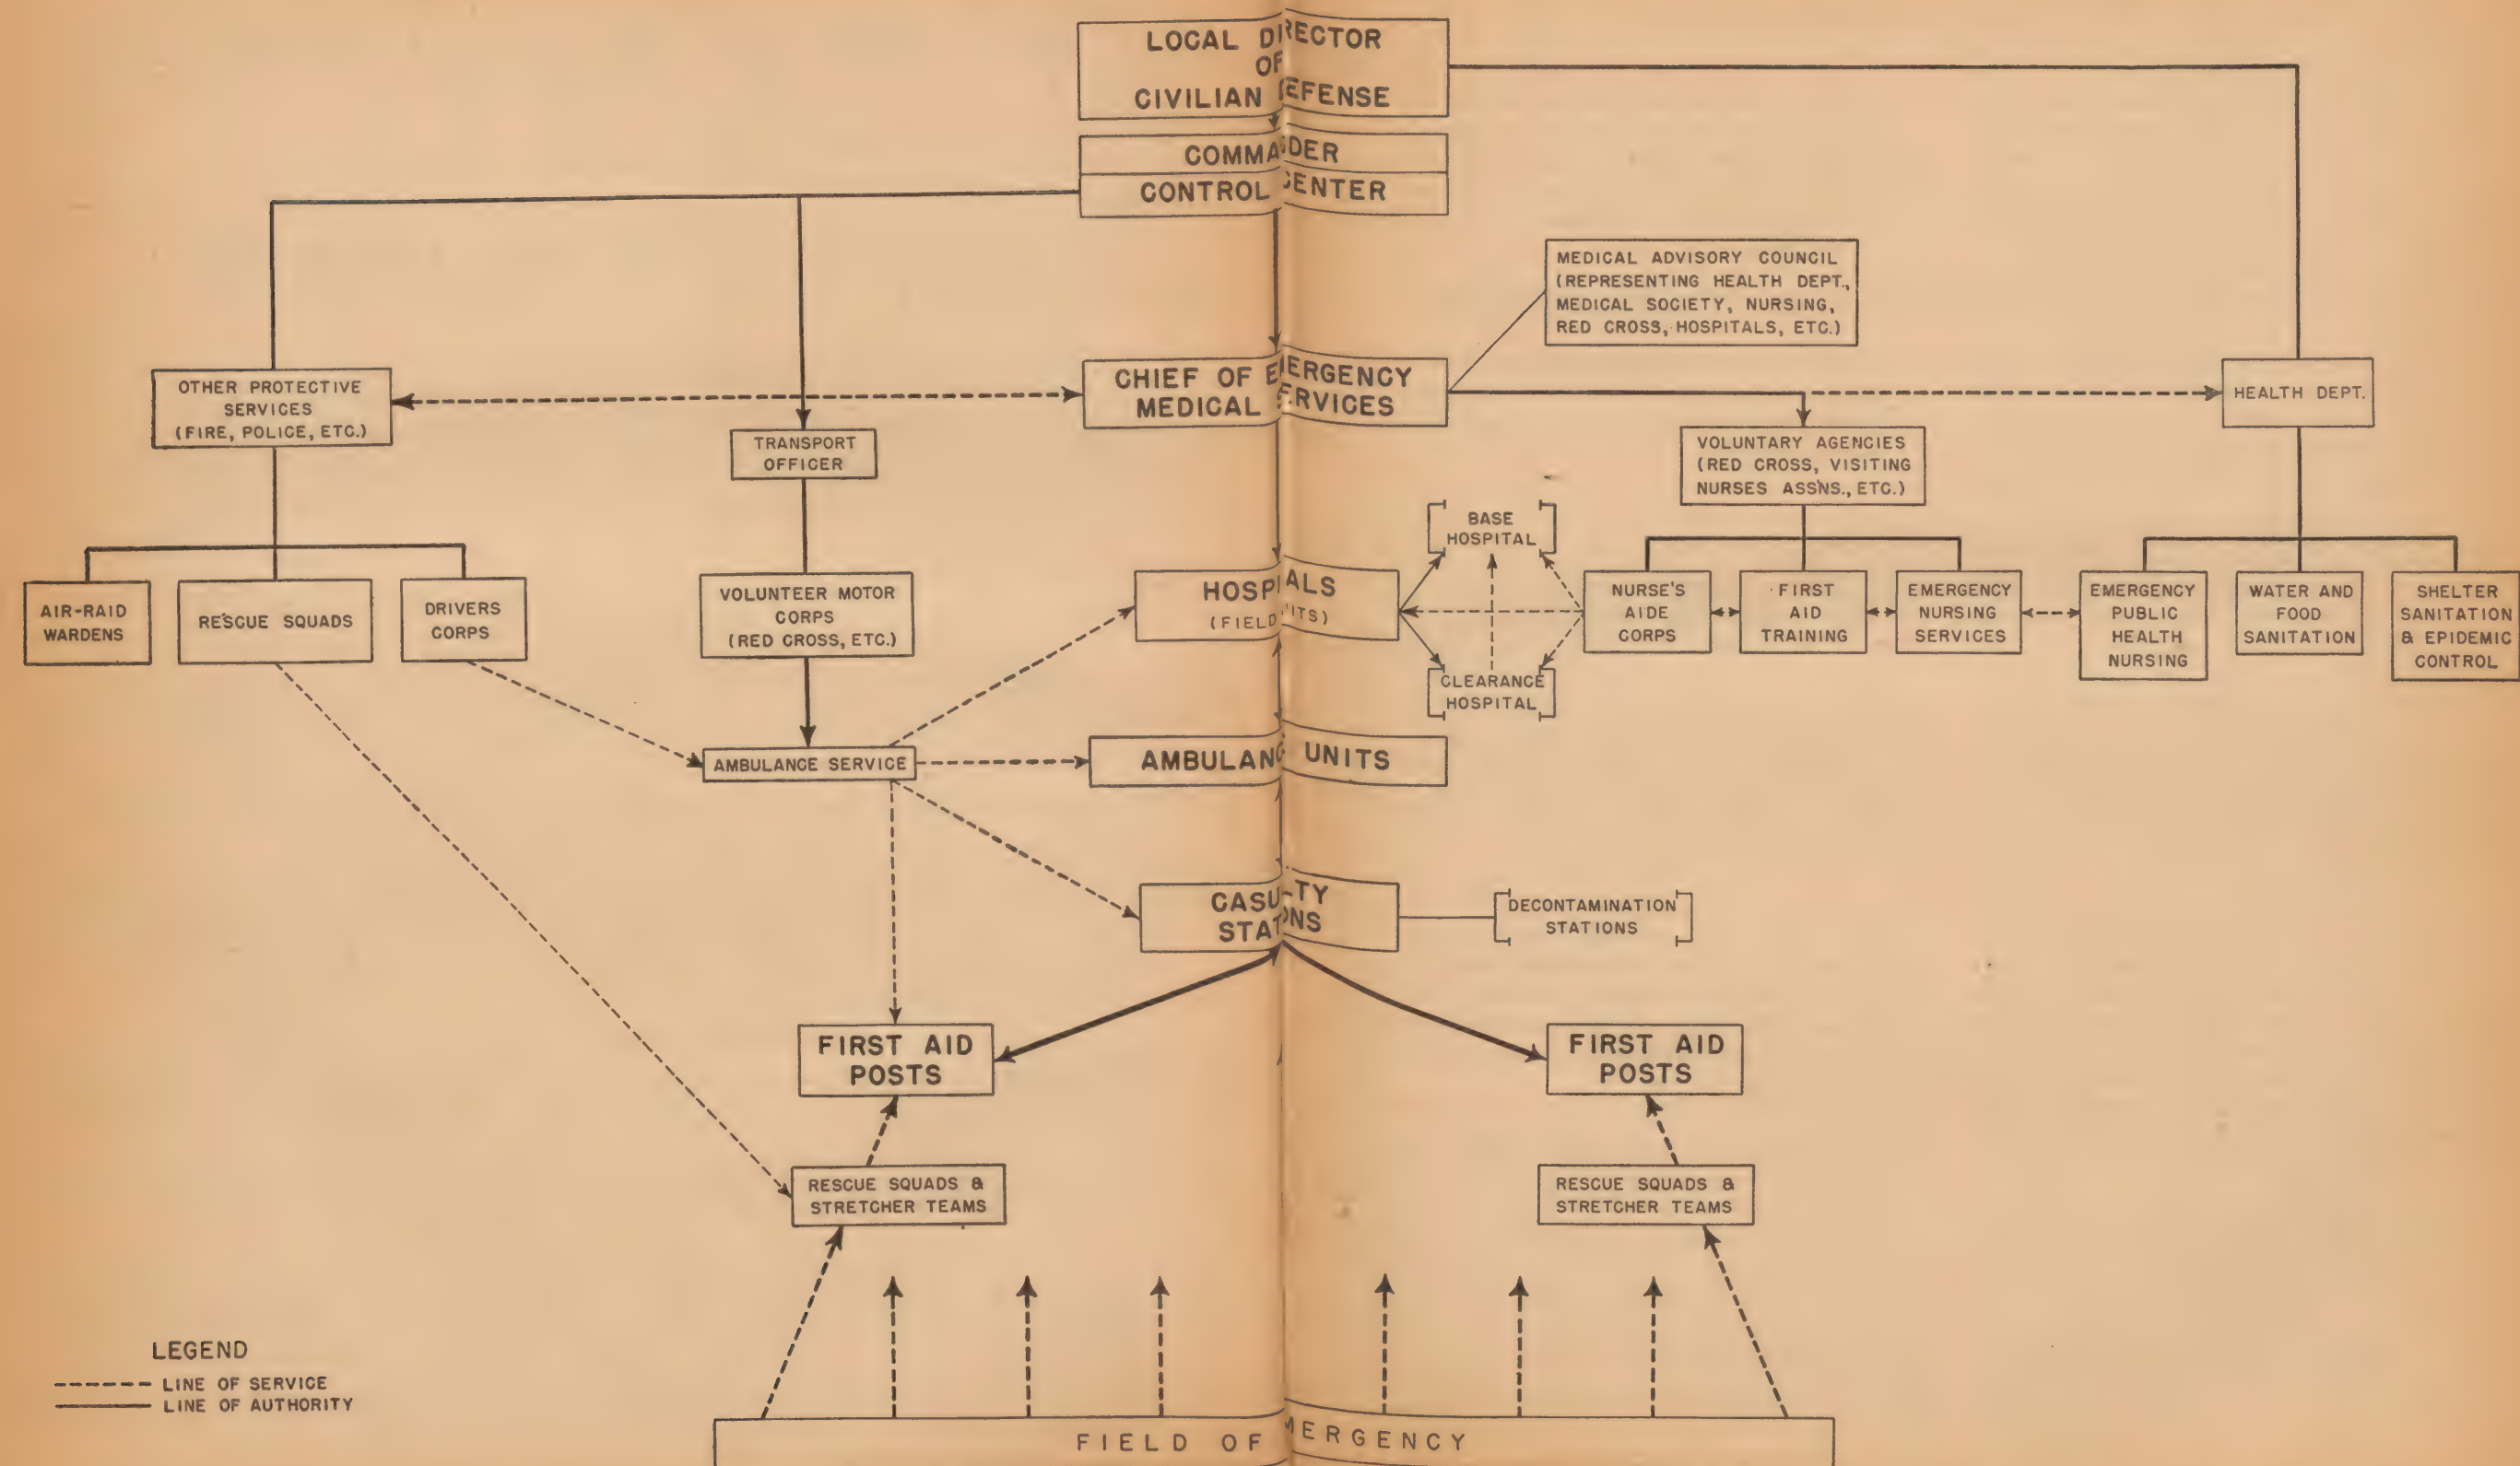 LOCAL DIRECTOR
OF
CIVILIAN DEFENSE
COMMANDER
CONTROL CENTER
MEDICAL ADVISORY COUNCIL
(REPRESENTING HEALTH DEPT.,
MEDICAL SOCIETY, NURSING,
RED CROSS, HOSPITALS, ETC.)
OTHER PROTECTIVE
SERVICES
(FIRE, POLICE, ETC.)
CHIEF OF EMERGENCY
MEDICAL SERVICES
HEALTH DEPT.
TRANSPORT
OFFICER
VOLUNTARY AGENCIES
(RED CROSS, VISITING
NURSES ASSNS., ETC.)
BASE
HOSPITAL
AIR-RAID
WARDENS
RESCUE SQUADS
DRIVERS
CORPS
VOLUNTEER MOTOR
CORPS
(RED CROSS, ETC.)
HOSPITALS
(FIELD UNITS)
NURSE'S
AIDE
CORPS
FIRST
AID
TRAINING
EMERGENCY
NURSING
SERVICES
EMERGENCY
PUBLIC
HEALTH
NURSING
WATER AND
FOOD
SANITATION
SHELTER
SANITATION
& EPIDEMIC
CONTROL
CLEARANCE
HOSPITAL
AMBULANCE SERVICE
AMBULANCE UNITS
CASUALTY
STATIONS
DECONTAMINATION
STATIONS
FIRST AID
POSTS
FIRST AID
POSTS
RESCUE SQUADS &
STRETCHER TEAMS
RESCUE SQUADS &
STRETCHER TEAMS
LEGEND
LINE OF SERVICE
LINE OF AUTHORITY
FIELD OF EMERGENCY